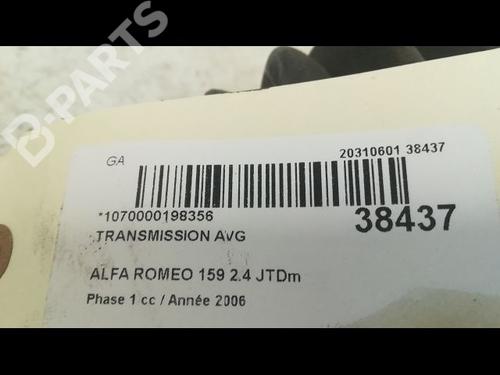 B-PARTS
GA
20310601 38437
*1070000198356
38437
TRANSMISSION AVG
ALFA ROMEO 159 2.4 JTDm
Phase 1 cc / Année 2006
B-PARTS